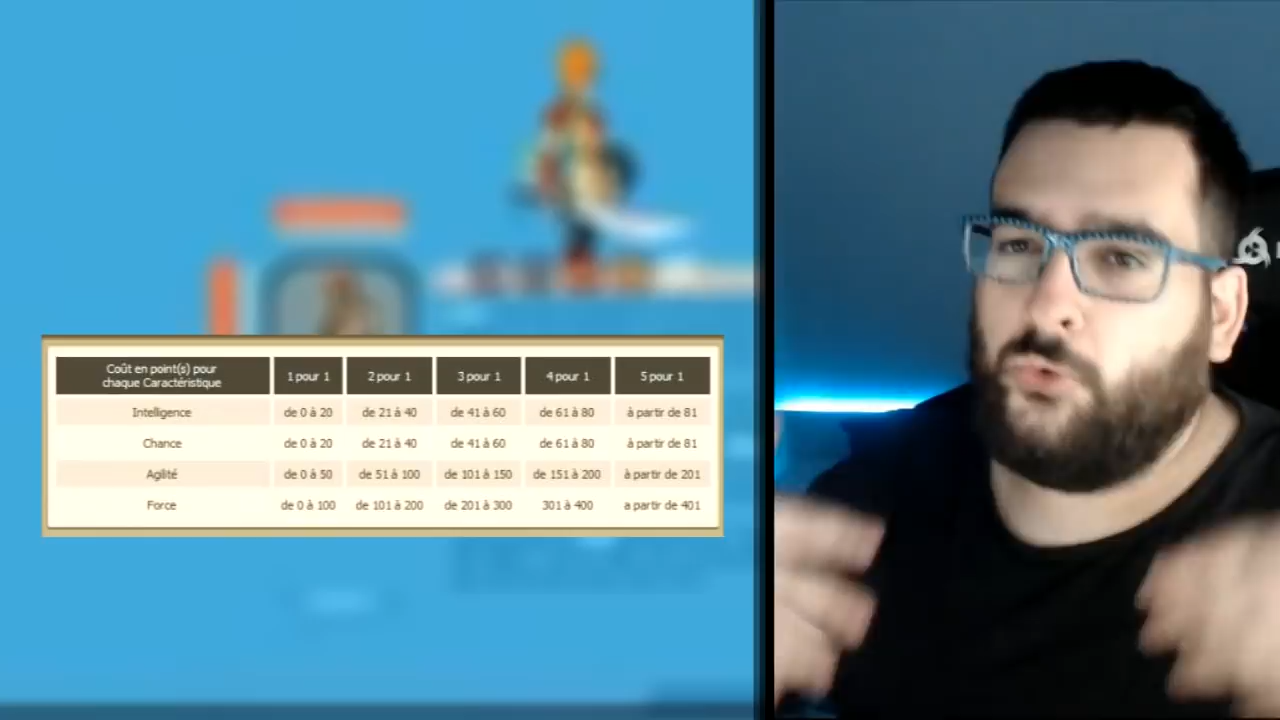 Coût en point(s) pour
chaque Caractéristique
1 pour 1
2 pour 1
3 pour 1
4 pour 1
5 pour 1
Intelligence
de 0 à 20
de 21 à 40
de 41 à 60
de 61 à 80
à partir de 81
Chance
de 0 à 20
de 21 à 40
de 41 à 60
de 61 à 80
à partir de 81
Agilité
de 0 à 50
de 51 à 100
de 101 à 150
de 151 à 200
à partir de 201
Force
de 0 à 100
de 101 à 200
de 201 à 300
301 à 400
a partir de 401